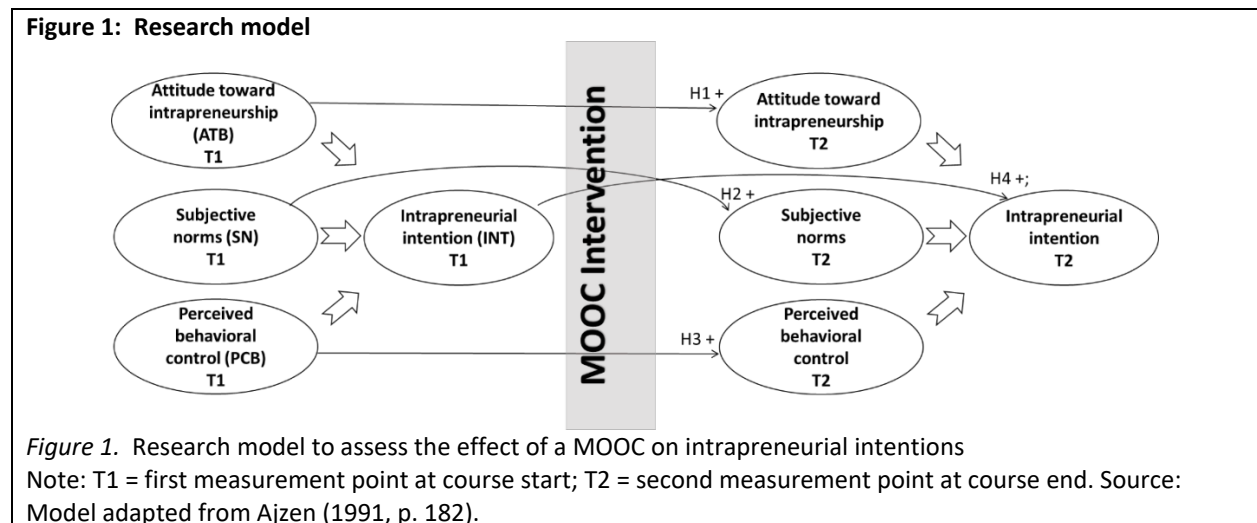 Figure 1:  Research model
Attitude toward
intrapreneurship
(ATB)
T1
H1 +
Attitude toward
intrapreneurship
T2
MOOC Intervention
Subjective
norms (SN)
T1
Intrapreneurial
intention (INT)
T1
H2 +
Subjective
norms
T2
H4 +;
Intrapreneurial
intention
T2
Perceived
behavioral
control (PCB)
T1
H3 +
Perceived
behavioral
control
T2
Figure 1.  Research model to assess the effect of a MOOC on intrapreneurial intentions
Note: T1 = first measurement point at course start; T2 = second measurement point at course end. Source:
Model adapted from Ajzen (1991, p. 182).